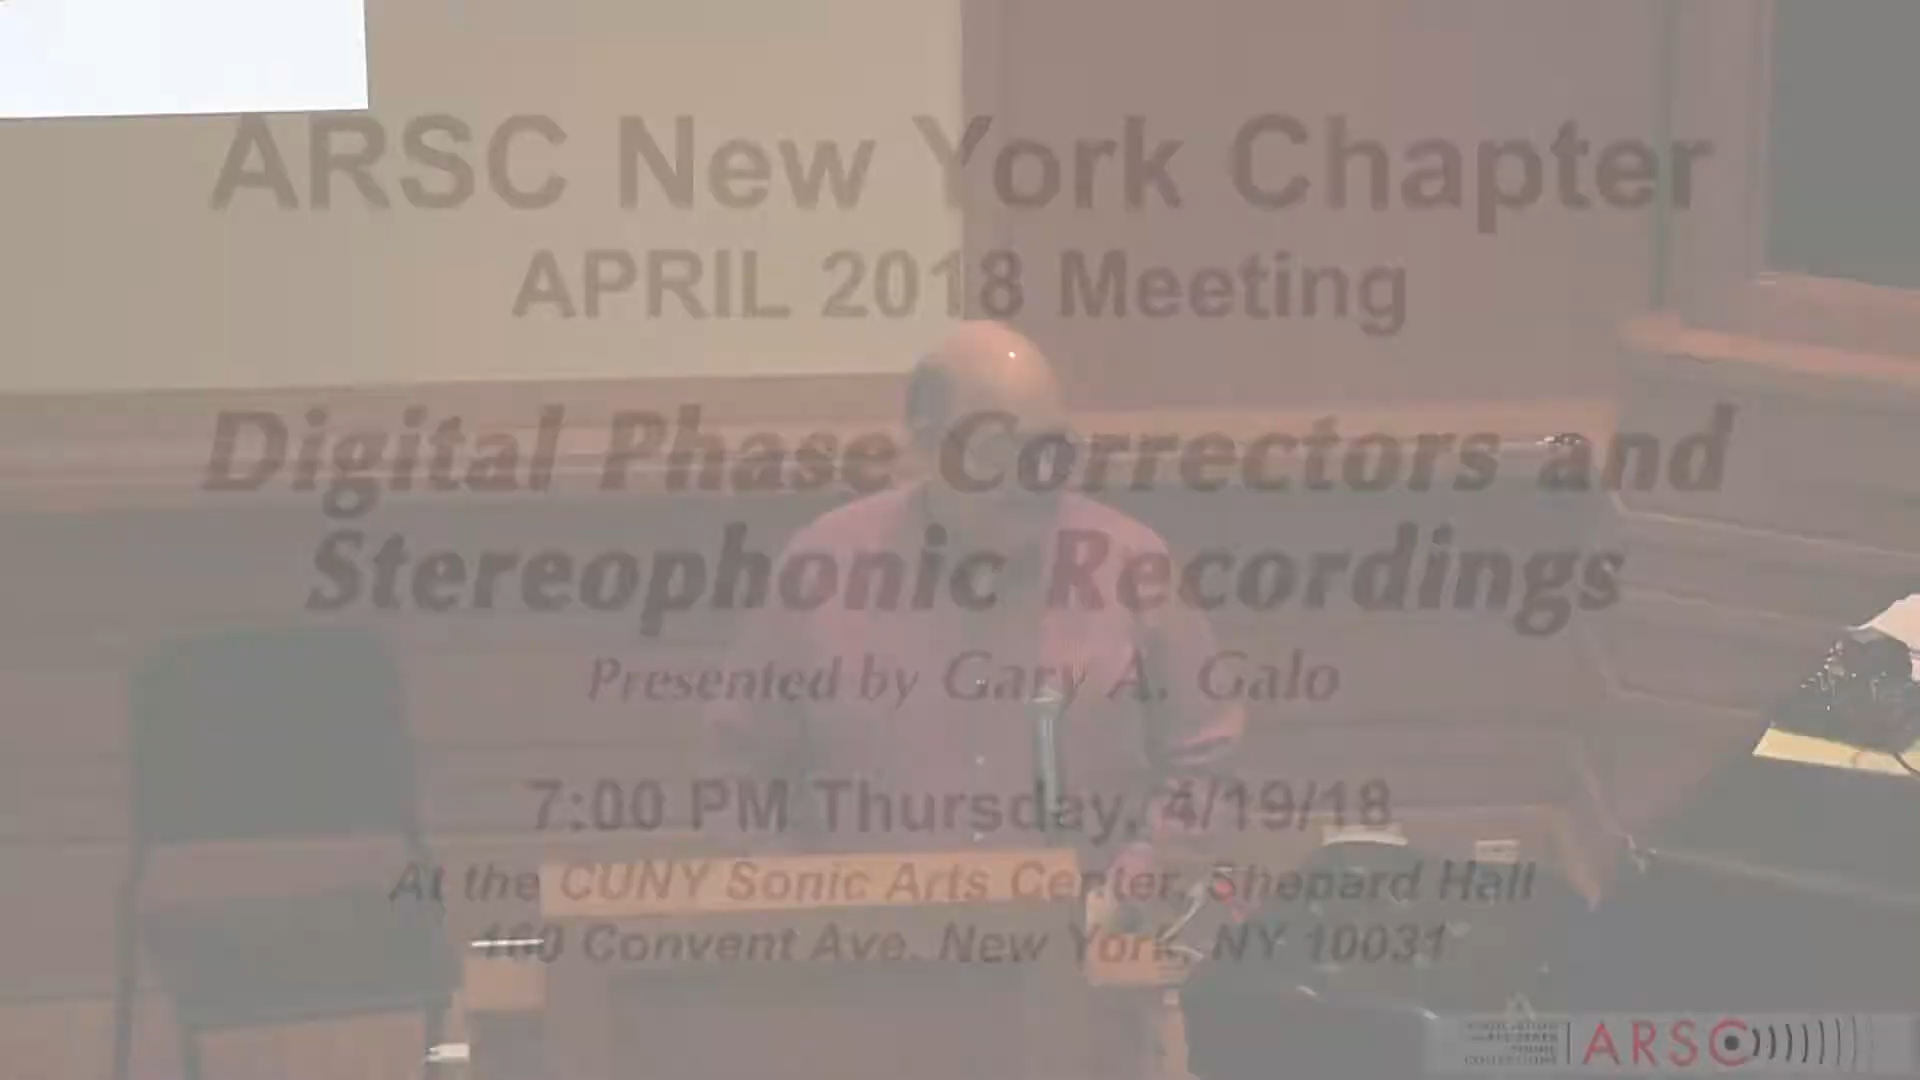 ARSC New York Chapter
APRIL 2018 Meeting
Digital Phase Correctors and
Stereophonic Recordings
Presented by Gary A. Galo
7:00 PM Thursday, 4/19/18
At the CUNY Sonic Arts Center, Shepard Hall
160 Convent Ave. New York, NY 10031
ARSC